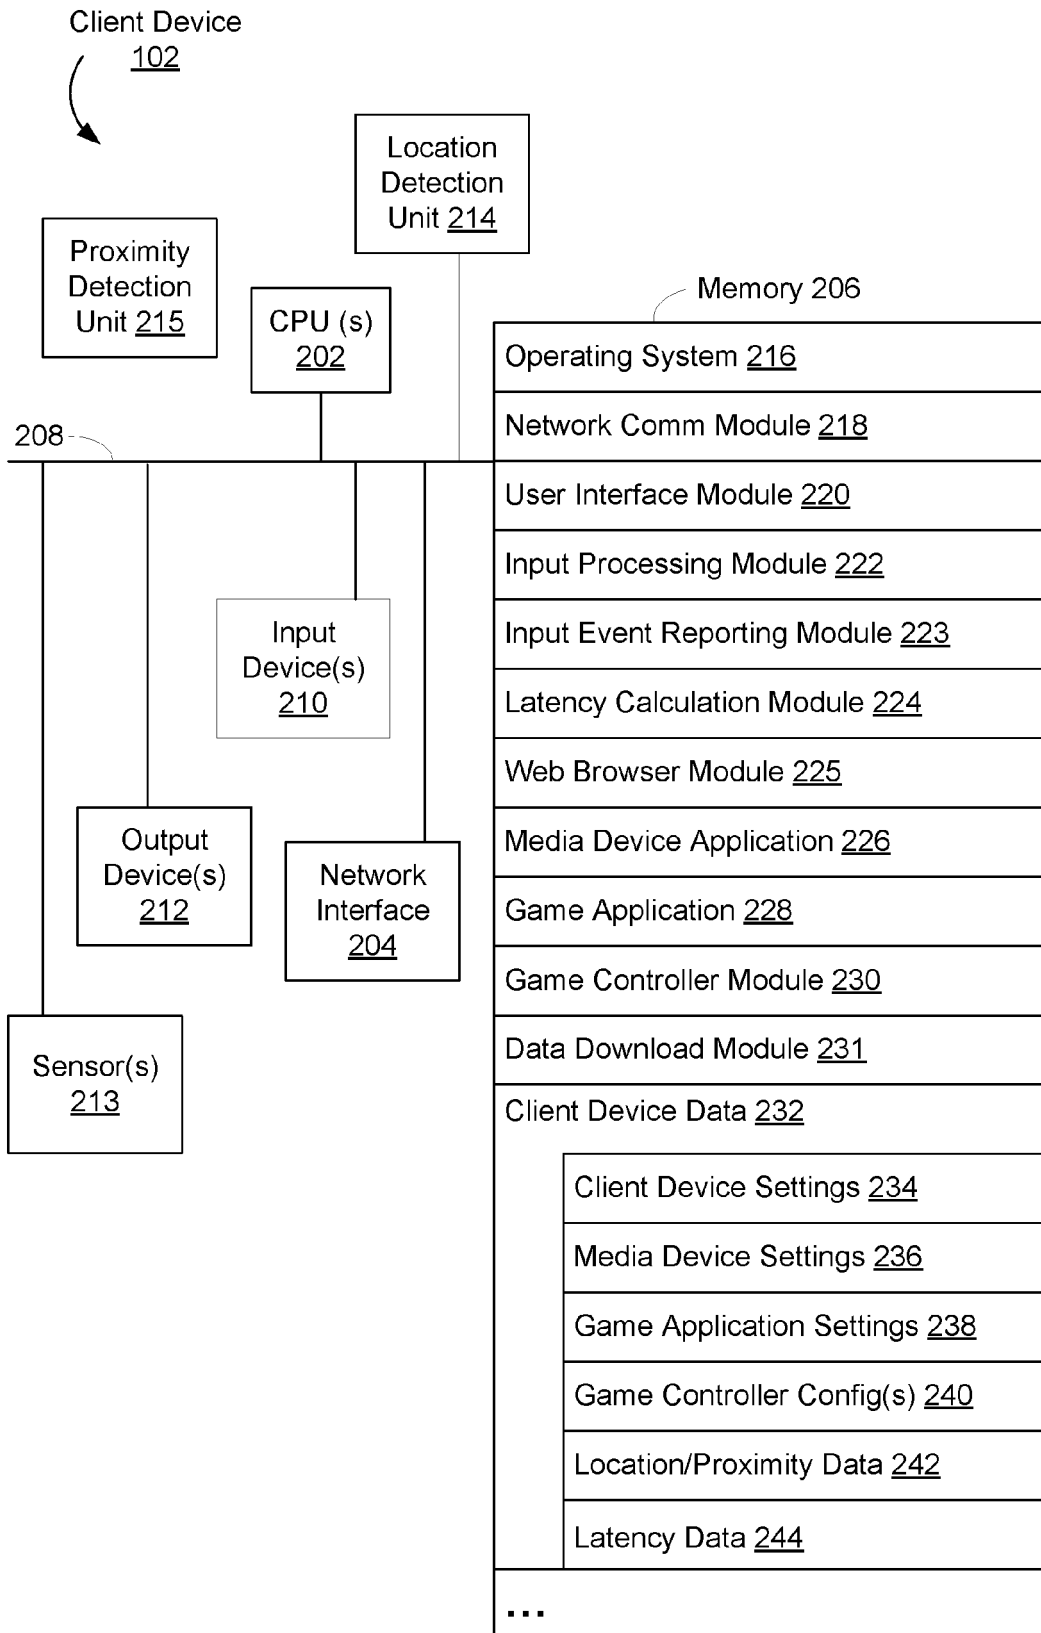 Client Device
102
Location
Detection
Unit 214
Proximity
Detection
Unit 215
CPU (s)
202
Memory 206
208
Operating System 216
Network Comm Module 218
User Interface Module 220
Input Processing Module 222
Input Event Reporting Module 223
Latency Calculation Module 224
Web Browser Module 225
Media Device Application 226
Game Application 228
Game Controller Module 230
Data Download Module 231
Client Device Data 232
Client Device Settings 234
Media Device Settings 236
Game Application Settings 238
Game Controller Config(s) 240
Location/Proximity Data 242
Latency Data 244
...
Input
Device(s)
210
Output
Device(s)
212
Network
Interface
204
Sensor(s)
213